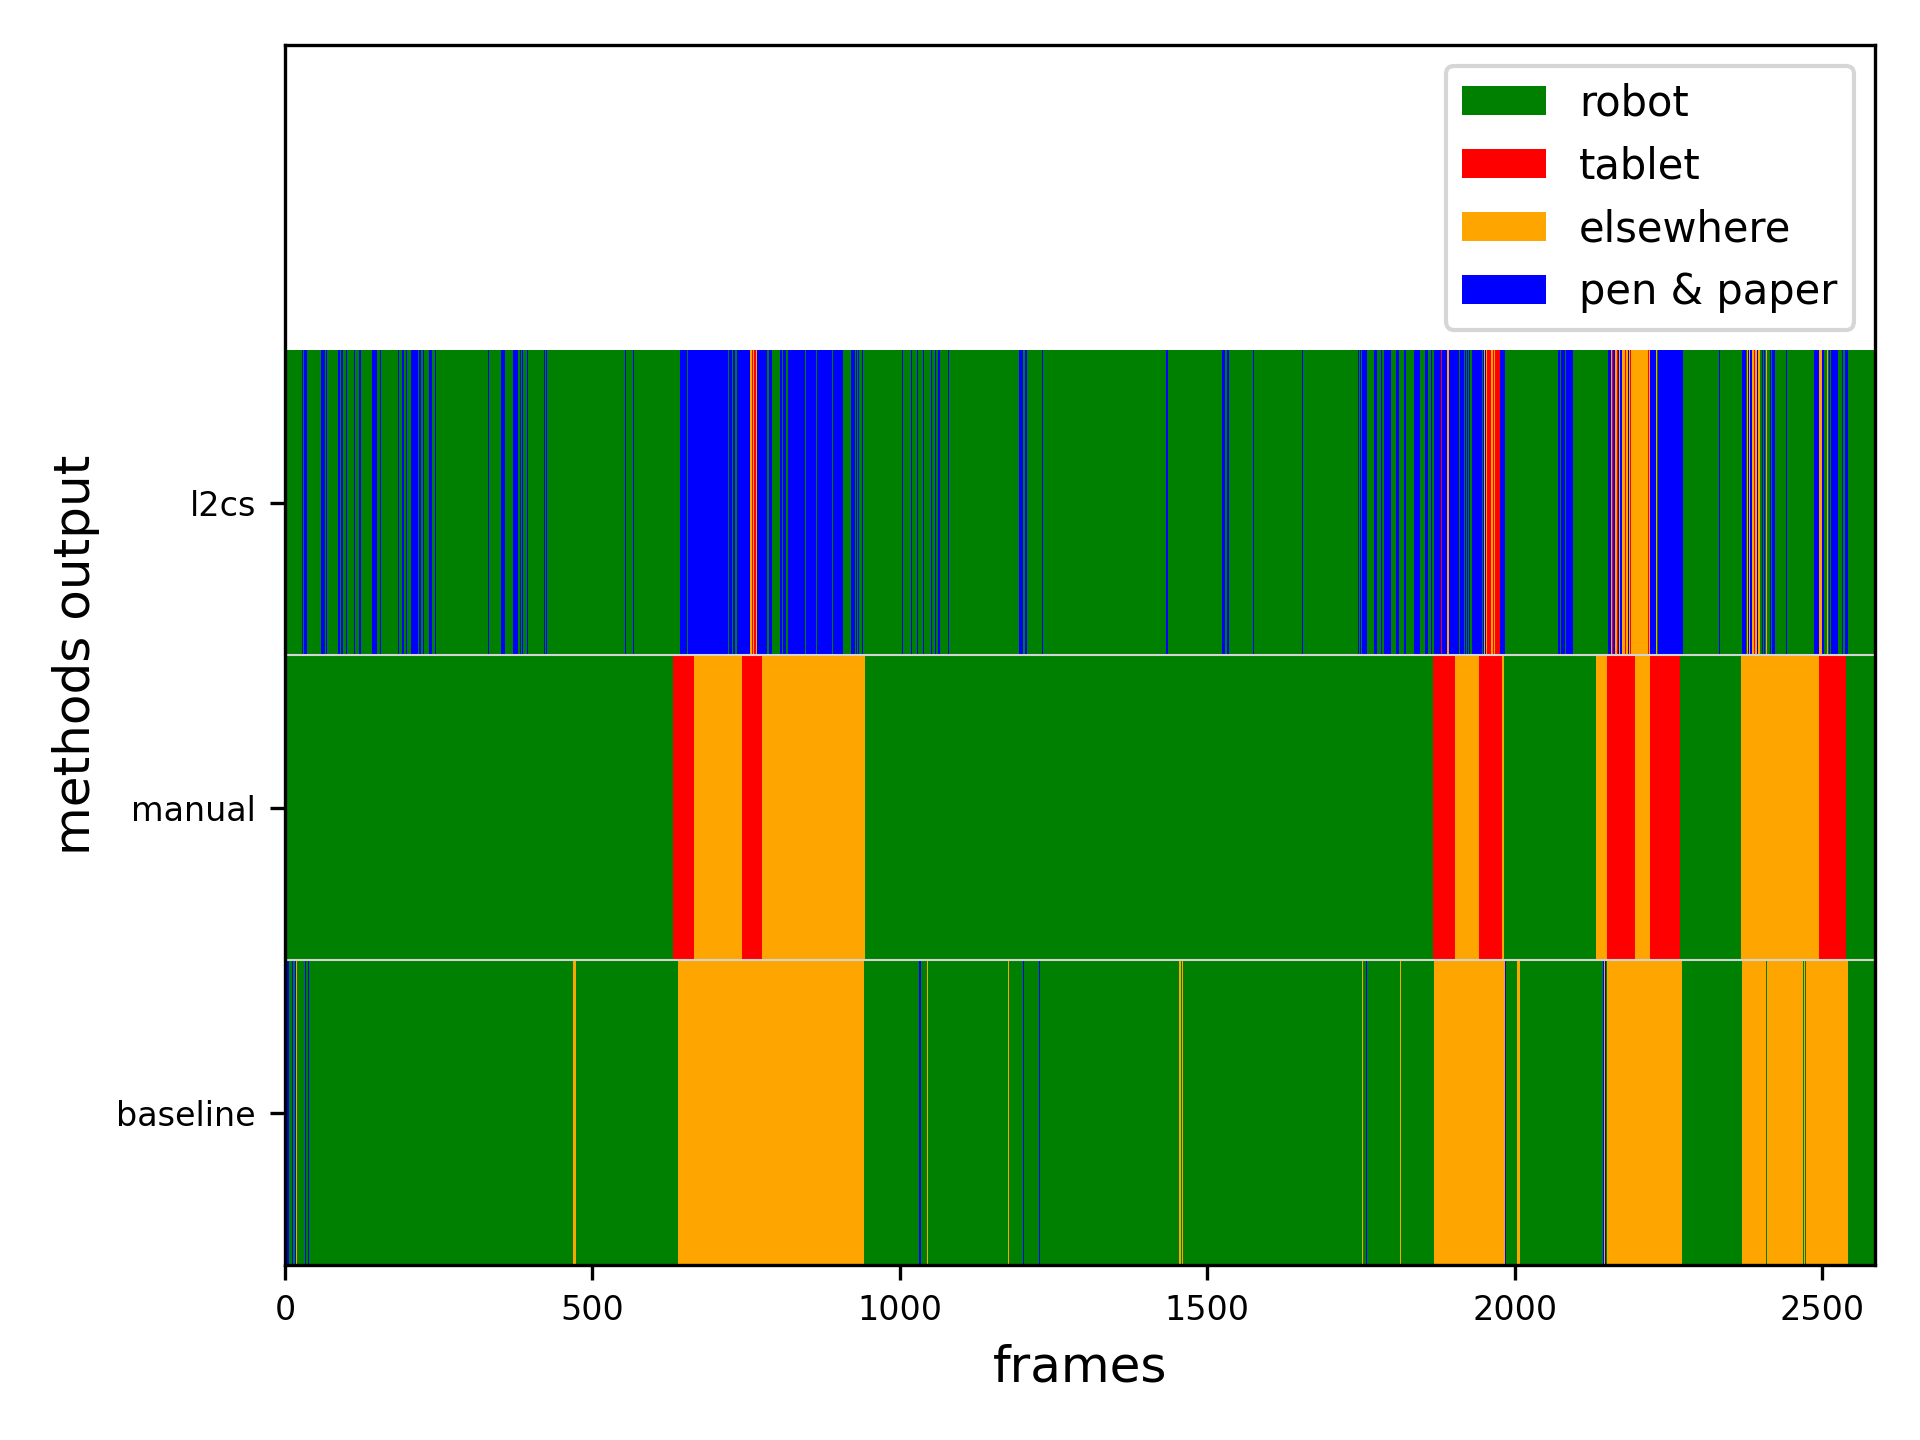 robot
tablet
elsewhere
pen & paper
methods output
l2cs
manual
baseline
0 500 1000 1500 2000 2500
frames